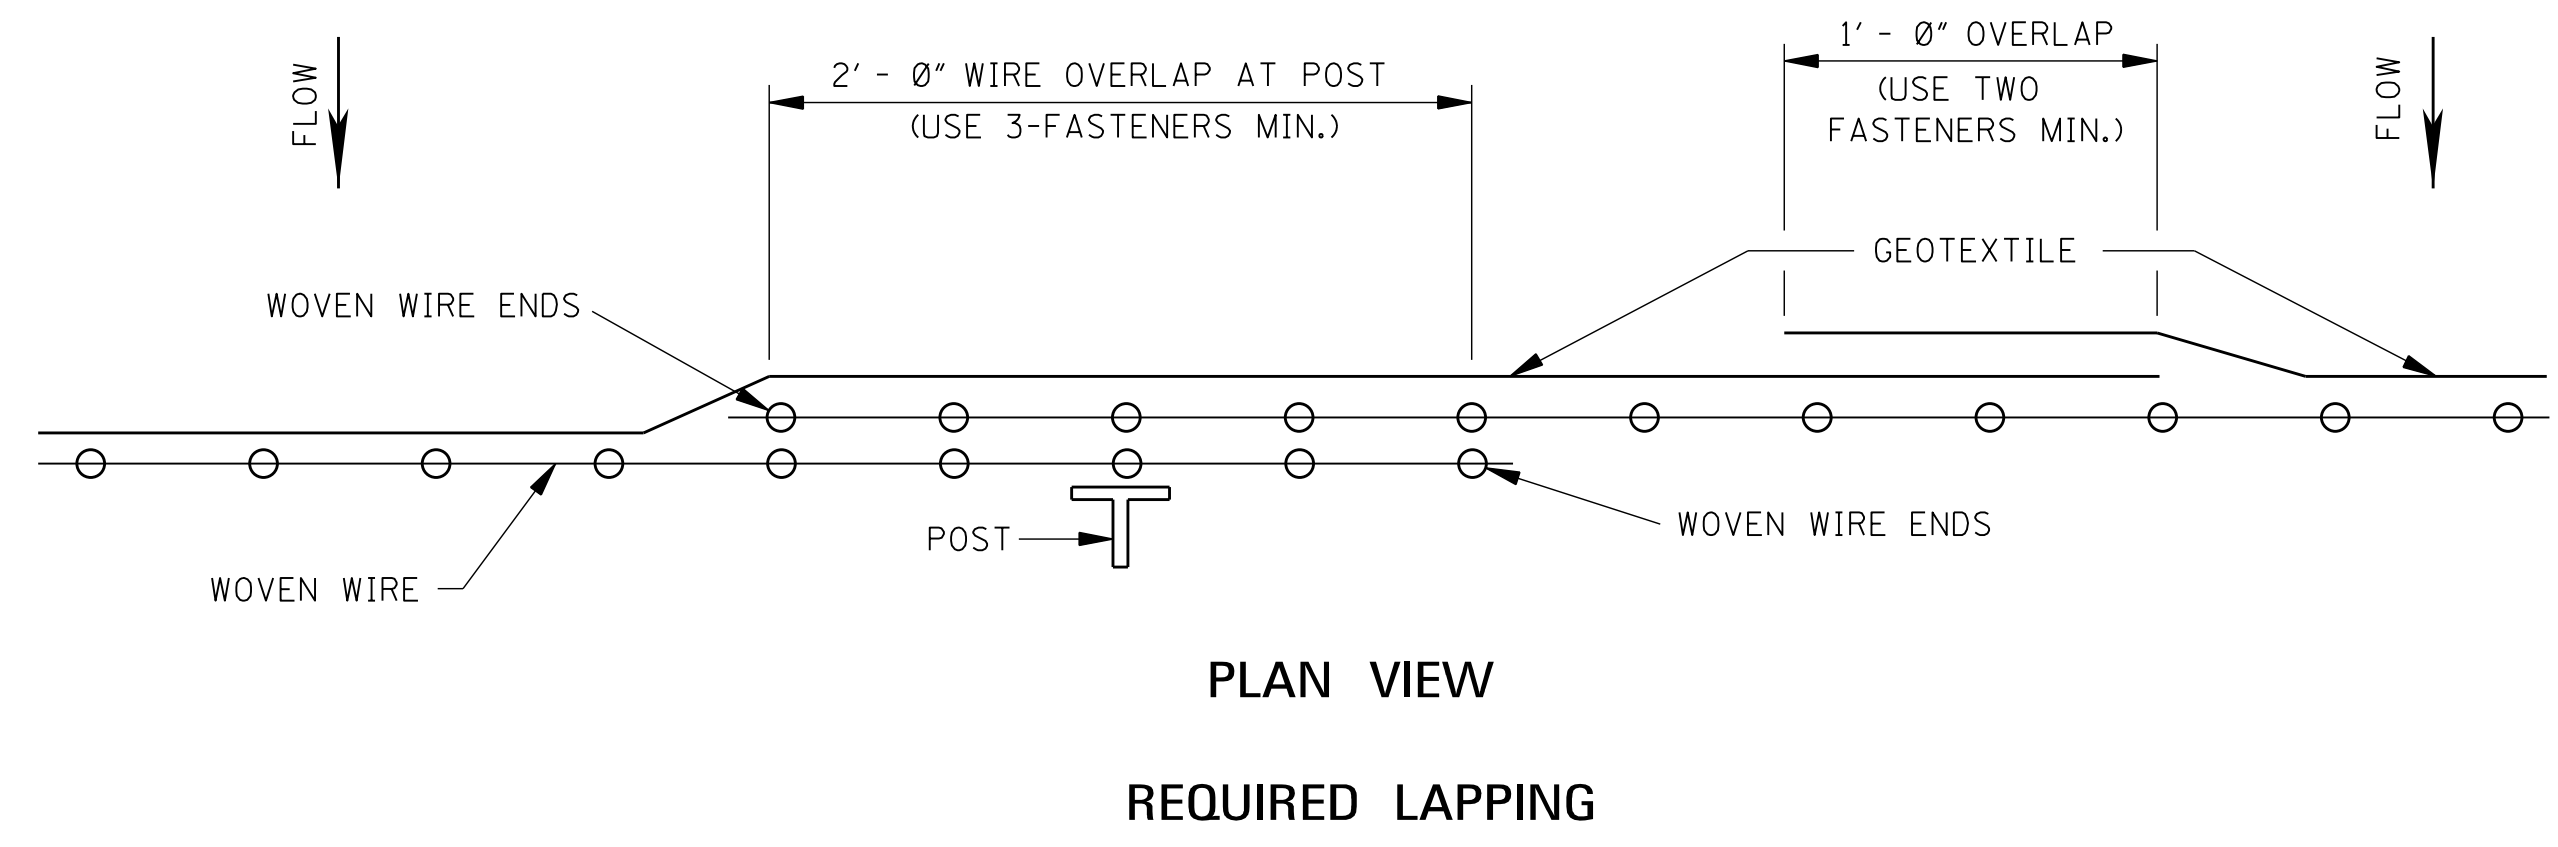 1' - Ø" OVERLAP
(USE TWO
FASTENERS MIN.)
2' - Ø" WIRE OVERLAP AT POST
(USE 3-FASTENERS MIN.)
FLOW
FLOW
GEOTEXTILE
WOVEN WIRE ENDS
WOVEN WIRE ENDS
POST
WOVEN WIRE
PLAN VIEW
REQUIRED LAPPING